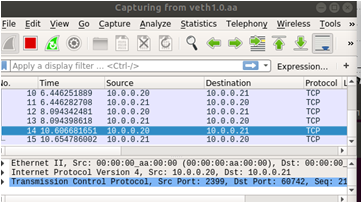 Capturing from veth1.0.aa
File Edit View Go Capture Analyze Statistics Telephony Wireless Tools
Apply a display filter ... <Ctrl-/> Expression... +
No. Time Source Destination Protocol
10 6.446251889 10.0.0.20 10.0.0.21 TCP
11 6.446282708 10.0.0.21 10.0.0.20 TCP
12 8.094342481 10.0.0.20 10.0.0.21 TCP
13 8.094398618 10.0.0.21 10.0.0.20 TCP
14 10.606681651 10.0.0.20 10.0.0.21 TCP
15 10.654786002 10.0.0.21 10.0.0.20 TCP
Ethernet II, Src: 00:00:00_aa:00:00 (00:00:00:aa:00:00), Dst: 00:00:00_
Internet Protocol Version 4, Src: 10.0.0.20, Dst: 10.0.0.21
Transmission Control Protocol, Src Port: 2399, Dst Port: 60742, Seq: 21